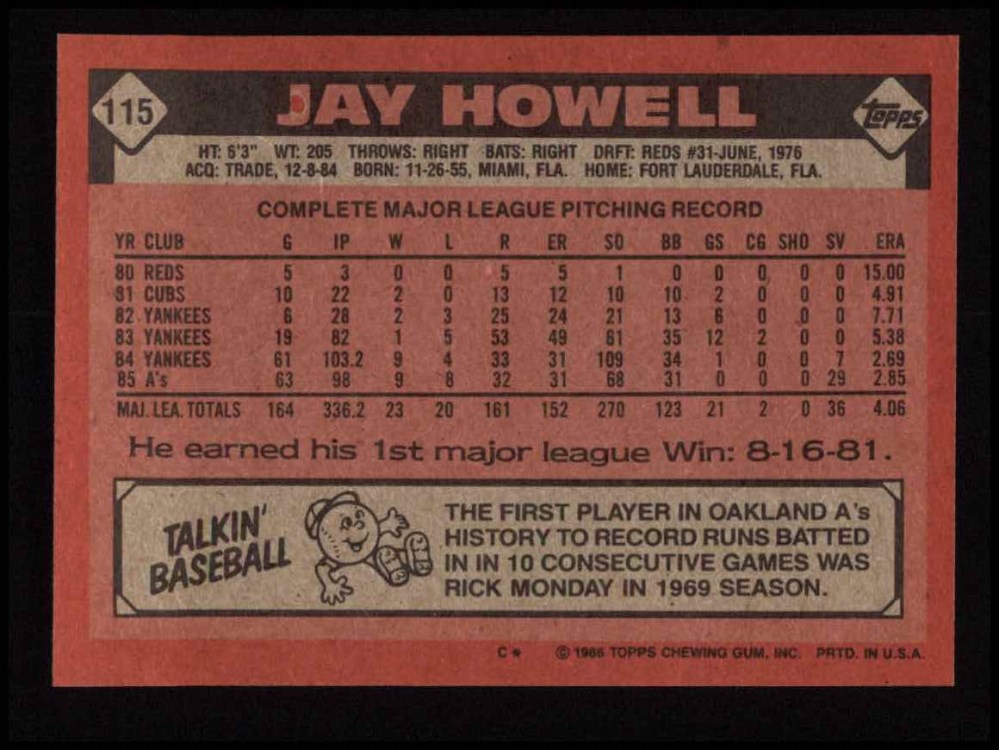 115
JAY HOWELL
Topps
HT: 6'3" WT: 205 THROWS: RIGHT BATS: RIGHT DRFT: REDS #31-JUNE, 1976
ACQ: TRADE, 12-8-84 BORN: 11-26-55, MIAMI, FLA. HOME: FORT LAUDERDALE, FLA.
COMPLETE MAJOR LEAGUE PITCHING RECORD
YR CLUB G IP W L R ER SO BB GS CG SHO SV ERA
80 REDS 5 3 0 0 5 5 1 0 0 0 0 0 15.00
81 CUBS 10 22 2 0 13 12 10 10 2 0 0 0 4.91
82 YANKEES 6 28 2 3 25 24 21 13 6 0 0 0 7.71
83 YANKEES 19 82 1 5 53 49 61 35 12 2 0 0 5.38
84 YANKEES 61 103.2 9 4 33 31 109 34 1 0 0 7 2.69
85 A's 63 98 9 8 32 31 68 31 0 0 0 29 2.85
MAJ. LEA. TOTALS 164 336.2 23 20 161 152 270 123 21 2 0 36 4.06
He earned his 1st major league Win: 8-16-81.
TALKIN'
BASEBALL
THE FIRST PLAYER IN OAKLAND A's
HISTORY TO RECORD RUNS BATTED
IN IN 10 CONSECUTIVE GAMES WAS
RICK MONDAY IN 1969 SEASON.
C* © 1986 TOPPS CHEWING GUM, INC. PRTD. IN U.S.A.